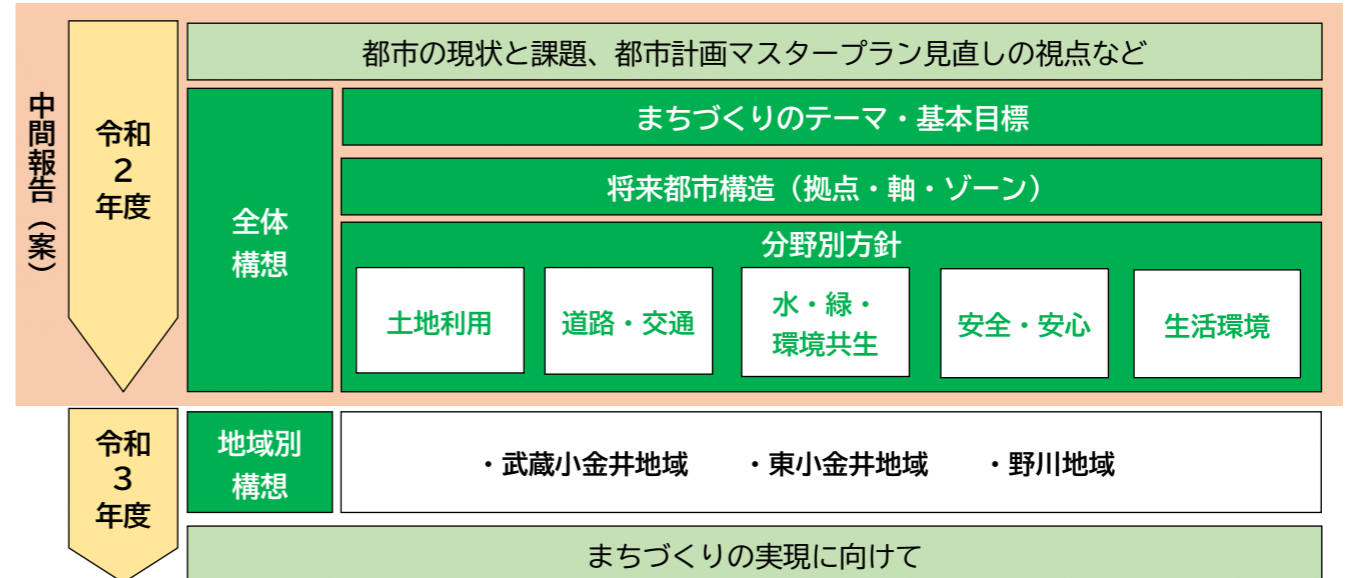 中間報告（案）
令和
２
年度
都市の現状と課題、都市計画マスタープラン見直しの視点など
全体
構想
まちづくりのテーマ・基本目標
将来都市構造（拠点・軸・ゾーン）
分野別方針
土地利用
道路・交通
水・緑・
環境共生
安全・安心
生活環境
令和
３
年度
地域別
構想
・武蔵小金井地域　・東小金井地域　・野川地域
まちづくりの実現に向けて